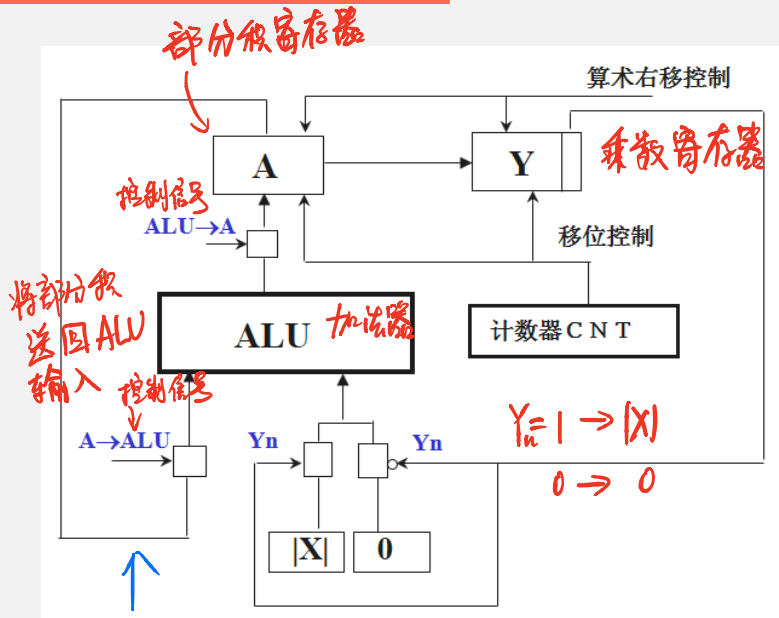 部分积寄存器
算术右移控制
A
Y
乘数寄存器
控制信号
ALU→A
移位控制
将部分积
送回ALU
输入
ALU
加法器
计数器CNT
控制信号
A→ALU
Yn
Yn
Yn=1→|X|
0→0
|X|
0